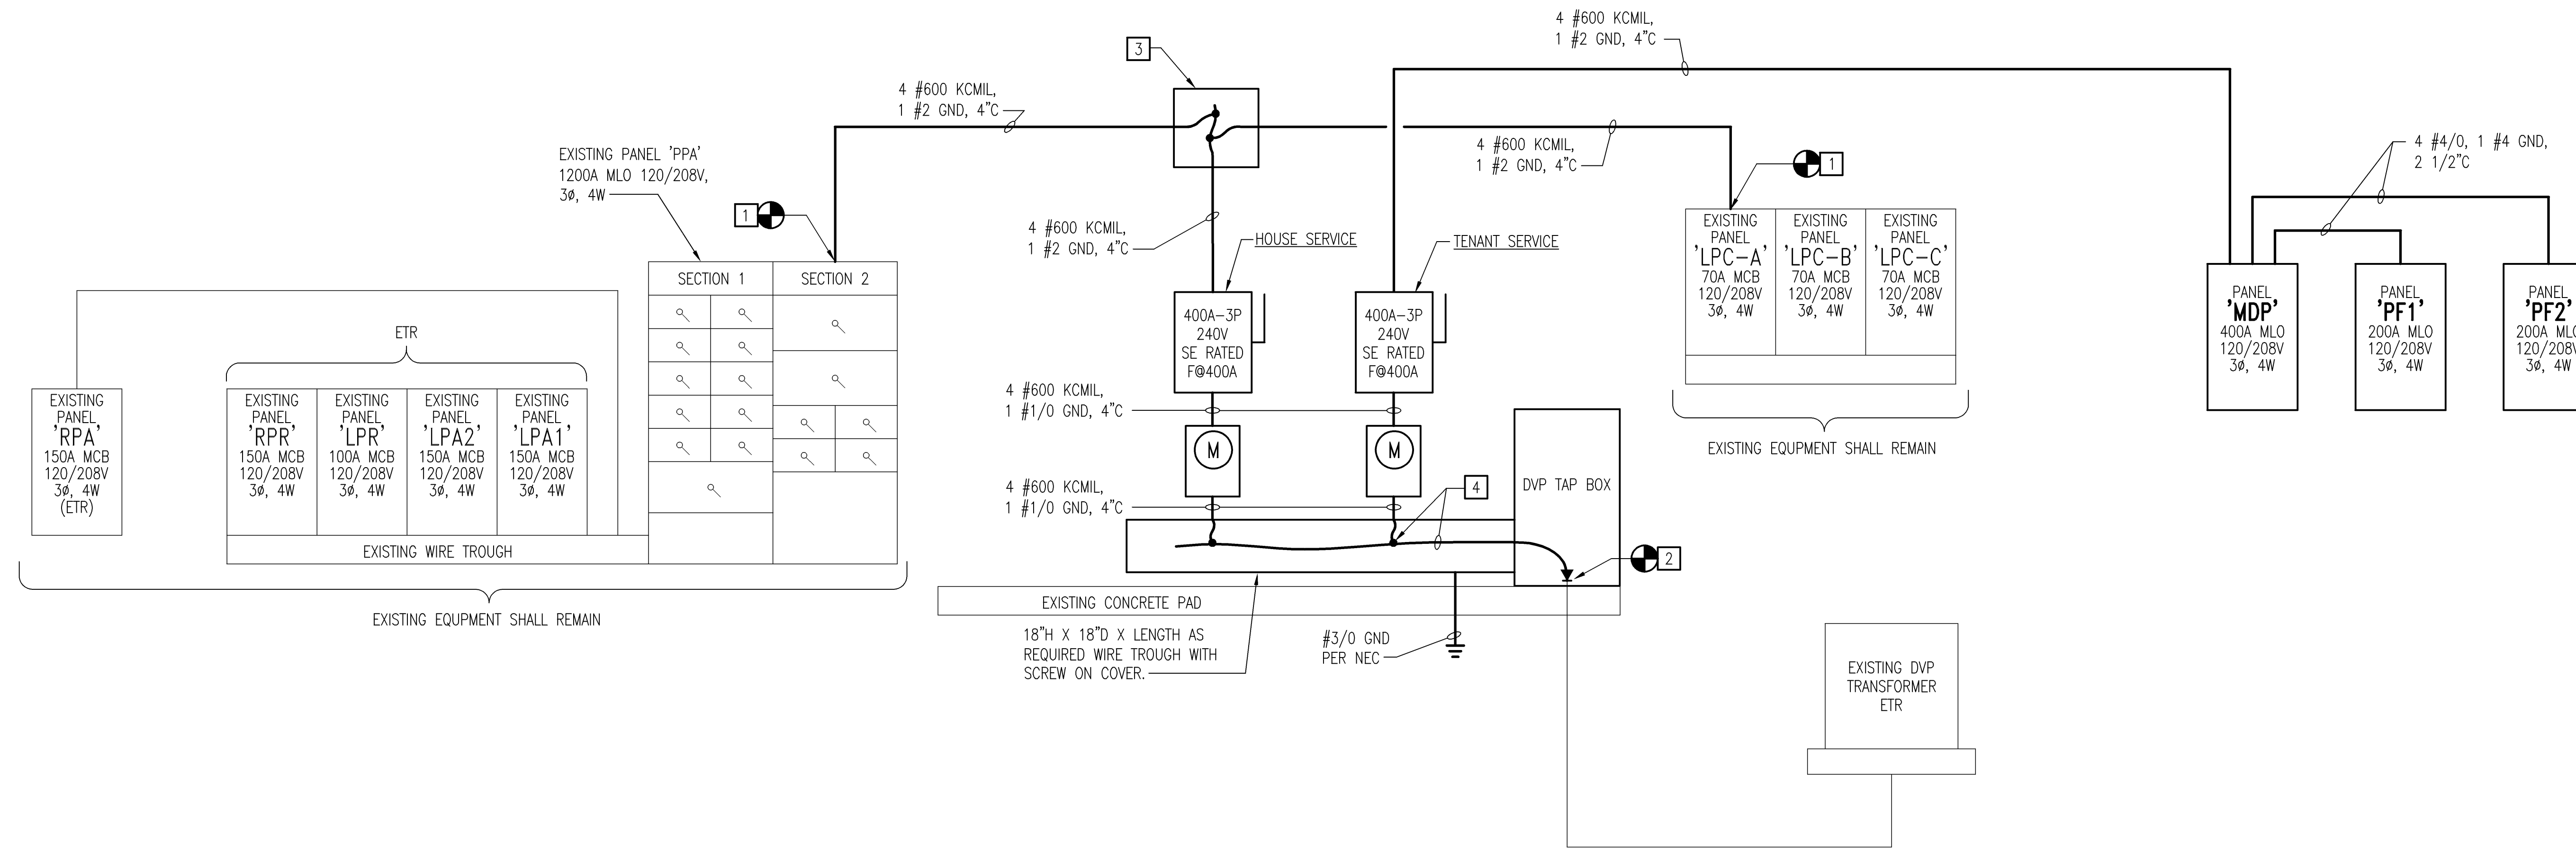 4 #600 KCMIL,
1 #2 GND, 4"C
3
4 #600 KCMIL,
1 #2 GND, 4"C
4 #600 KCMIL,
1 #2 GND, 4"C
4 #4/0, 1 #4 GND,
2 1/2"C
EXISTING PANEL 'PPA'
1200A MLO 120/208V,
3ø, 4W
1
1
4 #600 KCMIL,
1 #2 GND, 4"C
HOUSE SERVICE
TENANT SERVICE
EXISTING
PANEL
'LPC-A'
70A MCB
120/208V
3ø, 4W
EXISTING
PANEL
'LPC-B'
70A MCB
120/208V
3ø, 4W
EXISTING
PANEL
'LPC-C'
70A MCB
120/208V
3ø, 4W
SECTION 1
SECTION 2
400A-3P
240V
SE RATED
F@400A
400A-3P
240V
SE RATED
F@400A
PANEL
'MDP'
400A MLO
120/208V
3ø, 4W
PANEL
'PF1'
200A MLO
120/208V
3ø, 4W
PANEL
'PF2'
200A MLO
120/208V
3ø, 4W
ETR
EXISTING
PANEL
'RPA'
150A MCB
120/208V
3ø, 4W
(ETR)
EXISTING
PANEL
'RPR'
150A MCB
120/208V
3ø, 4W
EXISTING
PANEL
'LPR'
100A MCB
120/208V
3ø, 4W
EXISTING
PANEL
'LPA2'
150A MCB
120/208V
3ø, 4W
EXISTING
PANEL
'LPA1'
150A MCB
120/208V
3ø, 4W
4 #600 KCMIL,
1 #1/0 GND, 4"C
M
M
EXISTING EQUPMENT SHALL REMAIN
4 #600 KCMIL,
1 #1/0 GND, 4"C
4
DVP TAP BOX
EXISTING WIRE TROUGH
2
EXISTING EQUPMENT SHALL REMAIN
EXISTING CONCRETE PAD
18"H X 18"D X LENGTH AS
REQUIRED WIRE TROUGH WITH
SCREW ON COVER.
#3/0 GND
PER NEC
EXISTING DVP
TRANSFORMER
ETR